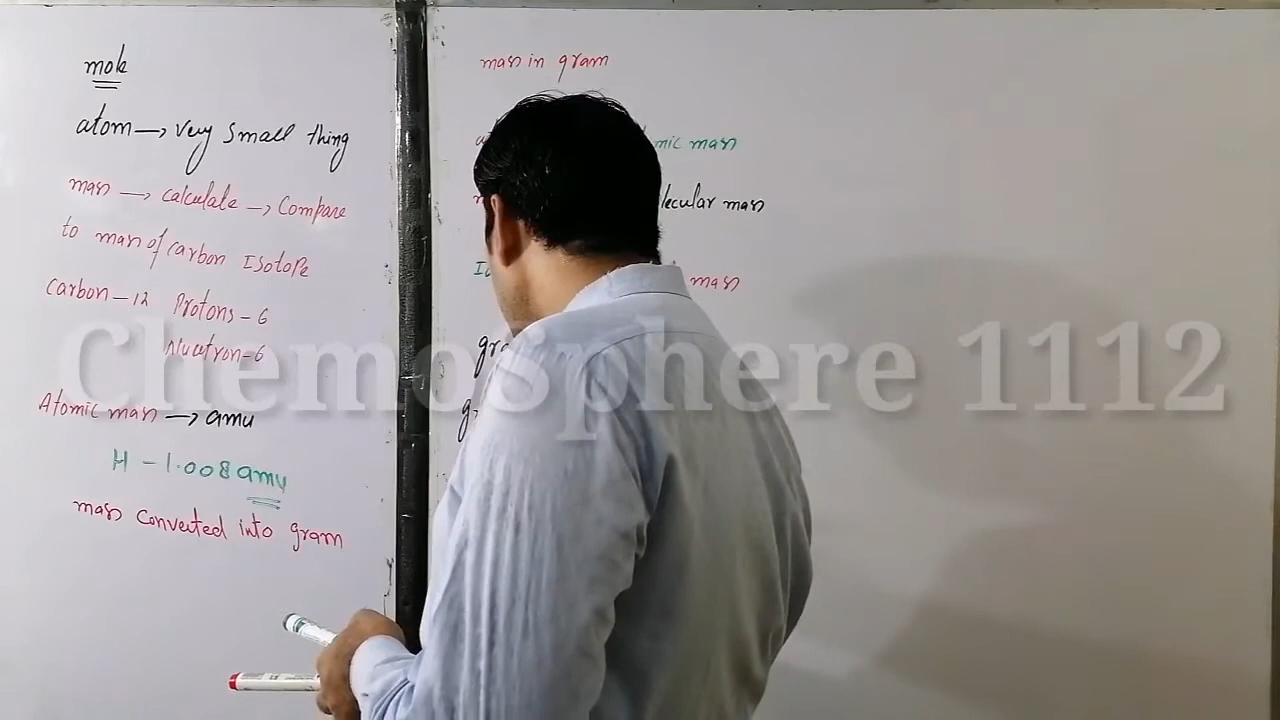 mole
atom → very small thing
mass → Calculate → Compare
to mass of carbon Isotope
Carbon-12 Protons-6
Nucetron-6
Atomic mass → amu
H - 1.008 amu
mass Converted into gram
mass in gram
mic mass
lecular mass
mass
ChemoSphere 1112